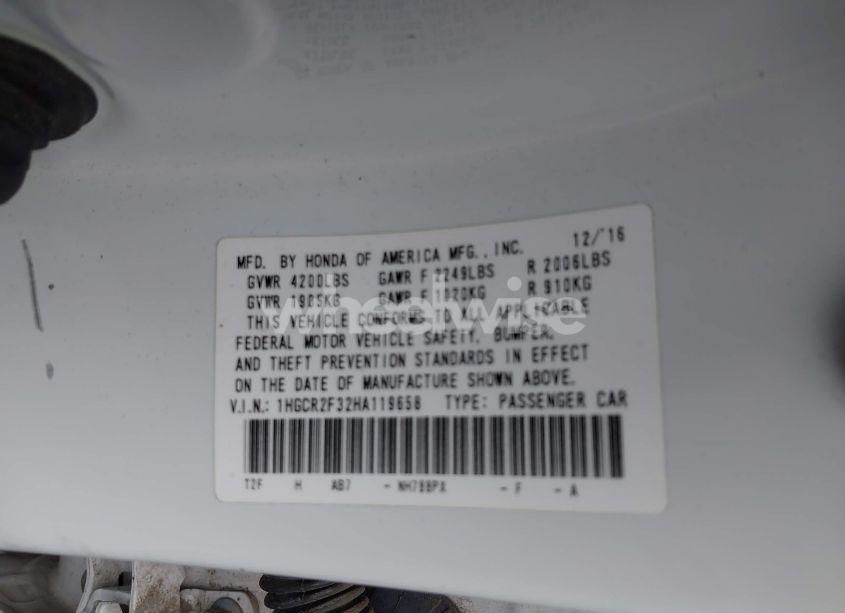 MFD. BY HONDA OF AMERICA MFG., INC. 12/'16
GVWR 4200LBS GAWR F 2249LBS R 2006LBS
GVWR 1905KG GAWR F 1020KG R 910KG
THIS VEHICLE CONFORMS TO ALL APPLICABLE
FEDERAL MOTOR VEHICLE SAFETY, BUMPER,
AND THEFT PREVENTION STANDARDS IN EFFECT
ON THE DATE OF MANUFACTURE SHOWN ABOVE.
V.I.N.: 1HGCR2F32HA119658 TYPE: PASSENGER CAR
T2F H AB7 - NH788PX - F - A
wheelwise